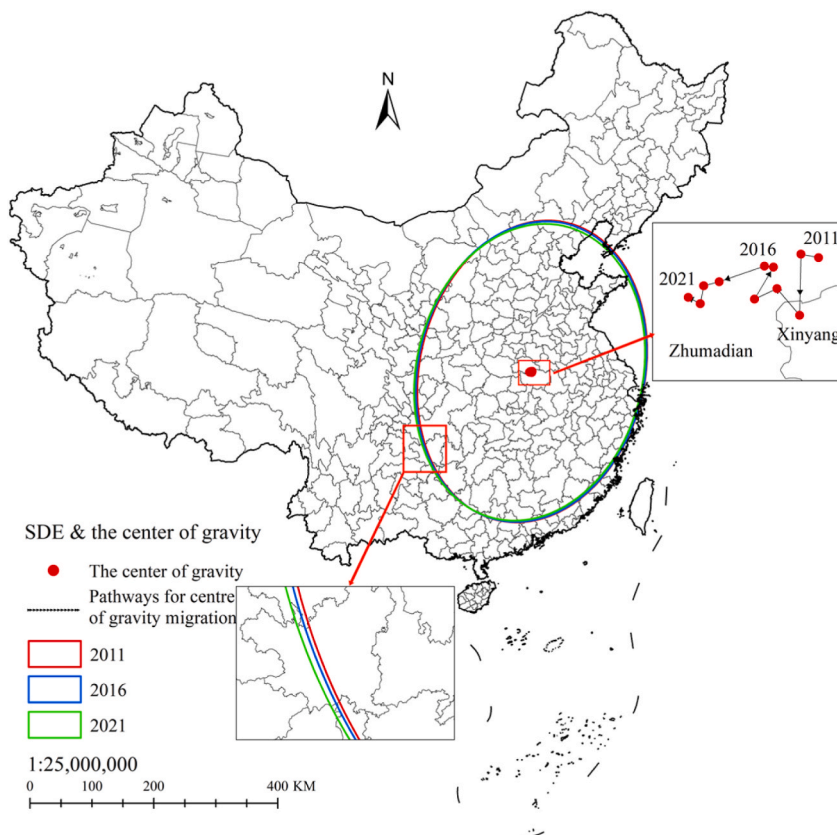 N
2011
2016
2021
Xinyang
Zhumadian
SDE & the center of gravity
The center of gravity
Pathways for centre
of gravity migration
2011
2016
2021
1:25,000,000
0 100 200 400 KM